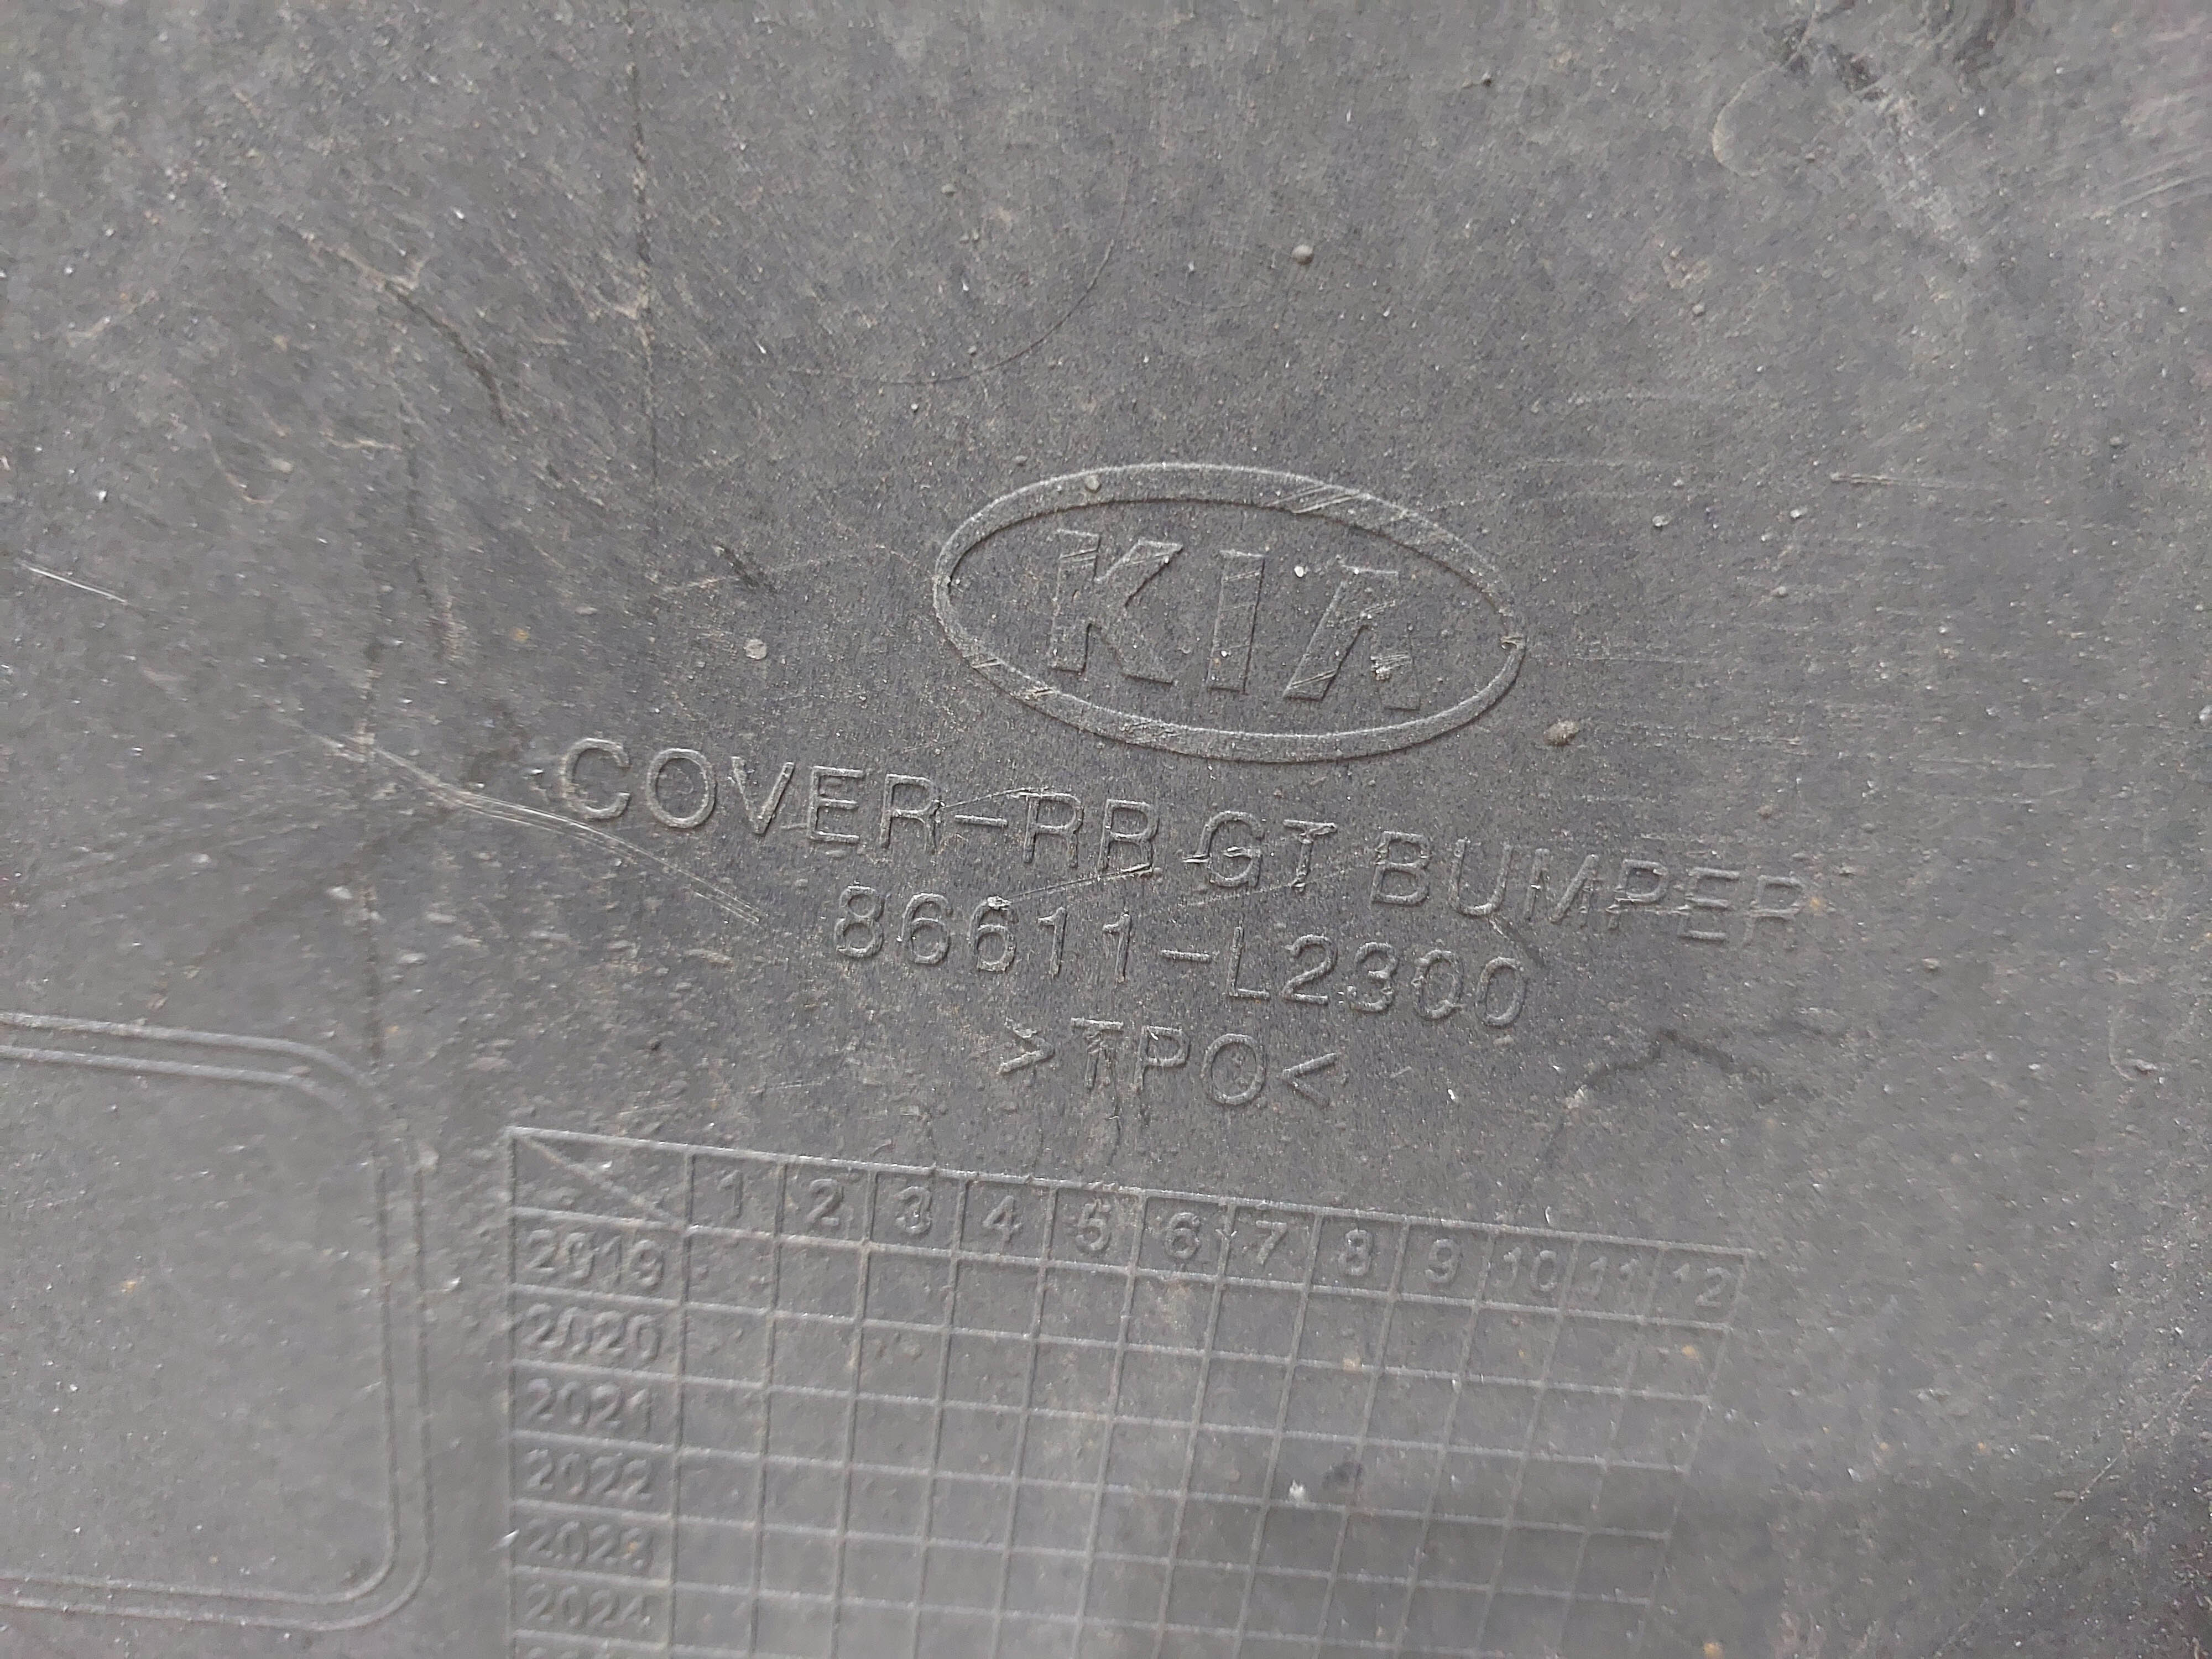 KIA
COVER-RR GT BUMPER
86611-L2300
>TPO<
1 2 3 4 5 6 7 8 9 10 11 12
2019
2020
2021
2022
2023
2024